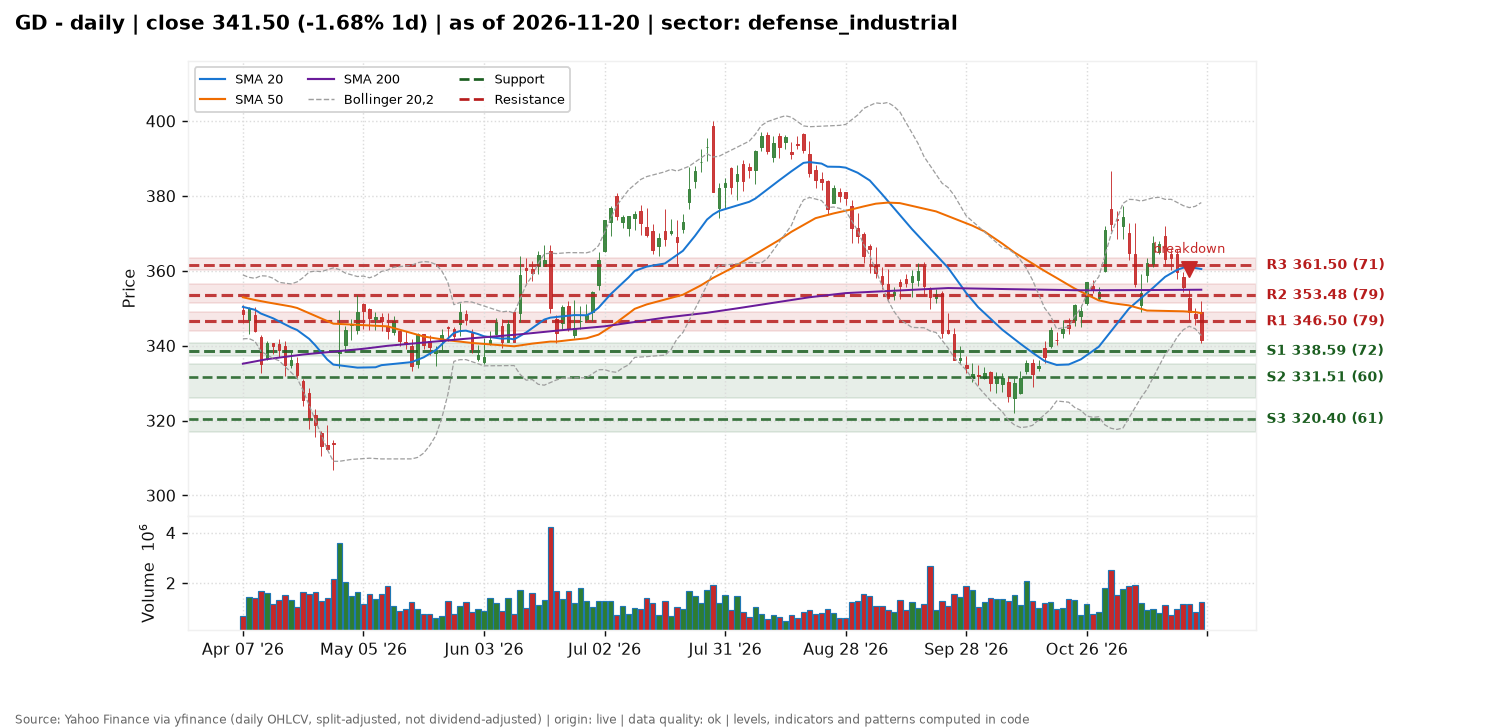 GD - daily | close 341.50 (-1.68% 1d) | as of 2026-11-20 | sector: defense_industrial
SMA 20
SMA 50
SMA 200
Bollinger 20,2
Support
Resistance
Price
400
380
360
340
320
300
breakdown
R3 361.50 (71)
R2 353.48 (79)
R1 346.50 (79)
S1 338.59 (72)
S2 331.51 (60)
S3 320.40 (61)
Volume 10⁶
4
2
Apr 07 '26
May 05 '26
Jun 03 '26
Jul 02 '26
Jul 31 '26
Aug 28 '26
Sep 28 '26
Oct 26 '26
Source: Yahoo Finance via yfinance (daily OHLCV, split-adjusted, not dividend-adjusted) | origin: live | data quality: ok | levels, indicators and patterns computed in code